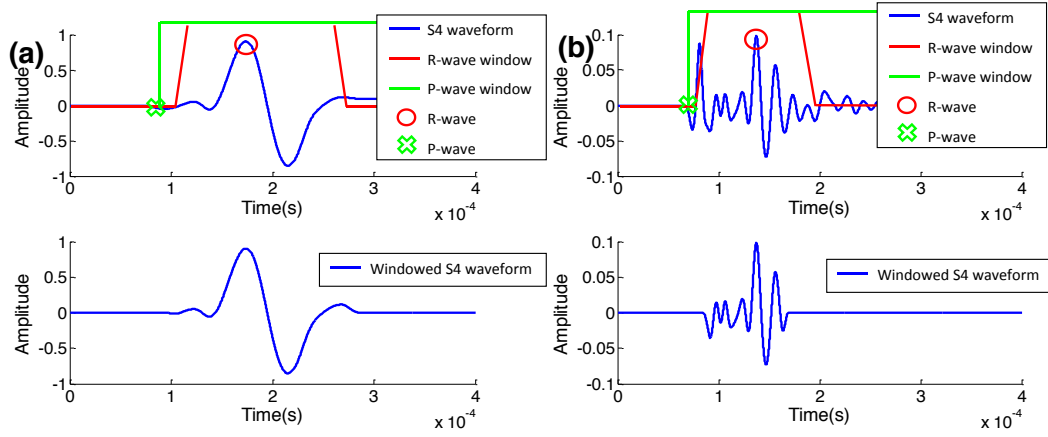 (a)
Amplitude
1
0.5
0
-0.5
-1
0
1
2
3
4
Time(s)
x 10⁻⁴
S4 waveform
R-wave window
P-wave window
R-wave
P-wave
(b)
Amplitude
0.1
0.05
0
-0.05
-0.1
0
1
2
3
4
Time(s)
x 10⁻⁴
S4 waveform
R-wave window
P-wave window
R-wave
P-wave
Amplitude
1
0.5
0
-0.5
-1
0
1
2
3
4
Time(s)
x 10⁻⁴
Windowed S4 waveform
Amplitude
0.1
0.05
0
-0.05
-0.1
0
1
2
3
4
Time(s)
x 10⁻⁴
Windowed S4 waveform